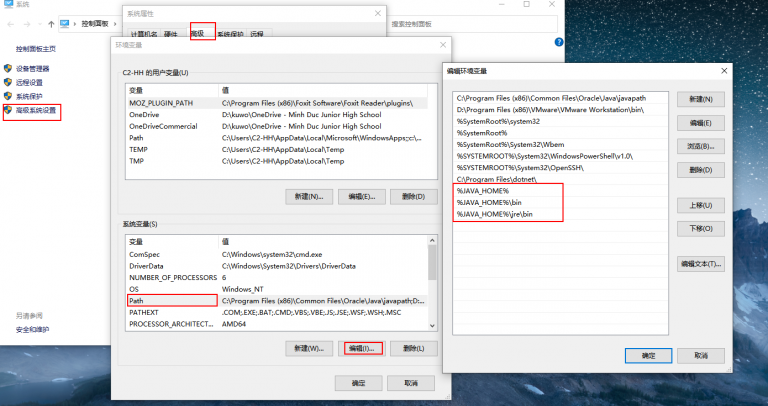 系统
控制面板
搜索控制面板
控制面板主页
设备管理器
远程设置
系统保护
高级系统设置
另请参阅
安全和维护
系统属性
计算机名 硬件 高级 系统保护 远程
环境变量
C2-HH 的用户变量(U)
变量 值
MOZ_PLUGIN_PATH C:\Program Files (x86)\Foxit Software\Foxit Reader\plugins\
OneDrive D:\kuwo\OneDrive - Minh Duc Junior High School
OneDriveCommercial D:\kuwo\OneDrive - Minh Duc Junior High School
Path C:\Users\C2-HH\AppData\Local\Microsoft\WindowsApps;c:\...
TEMP C:\Users\C2-HH\AppData\Local\Temp
TMP C:\Users\C2-HH\AppData\Local\Temp
新建(N)... 编辑(E)... 删除(D)
系统变量(S)
变量 值
ComSpec C:\Windows\system32\cmd.exe
DriverData C:\Windows\System32\Drivers\DriverData
NUMBER_OF_PROCESSORS 6
OS Windows_NT
Path C:\Program Files (x86)\Common Files\Oracle\Java\javapath;D:...
PATHEXT .COM;.EXE;.BAT;.CMD;.VBS;.VBE;.JS;.JSE;.WSF;.WSH;.MSC
PROCESSOR_ARCHITECT... AMD64
新建(W)... 编辑(I)... 删除(L)
确定 取消
编辑环境变量
C:\Program Files (x86)\Common Files\Oracle\Java\javapath
D:\Program Files (x86)\VMware\VMware Workstation\bin\
%SystemRoot%\system32
%SystemRoot%
%SystemRoot%\System32\Wbem
%SYSTEMROOT%\System32\WindowsPowerShell\v1.0\
%SYSTEMROOT%\System32\OpenSSH\
C:\Program Files\dotnet\
%JAVA_HOME%
%JAVA_HOME%\bin
%JAVA_HOME%\jre\bin
新建(N)
编辑(E)
浏览(B)...
删除(D)
上移(U)
下移(O)
编辑文本(T)...
确定 取消